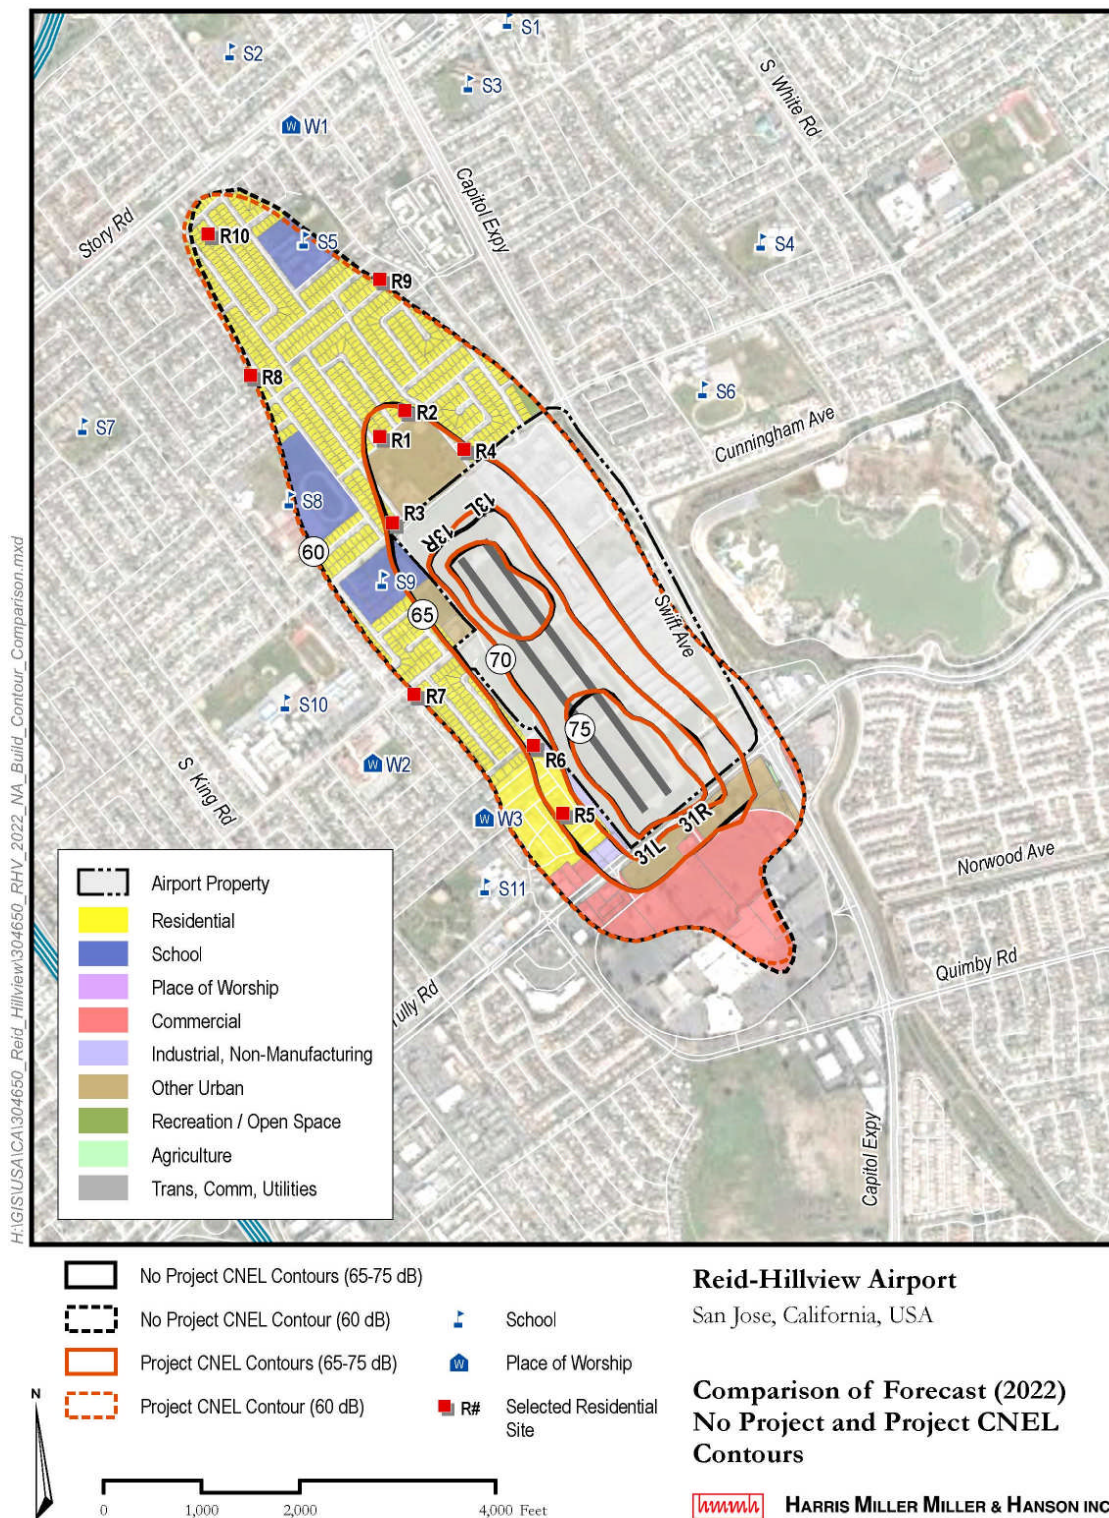 S1
S2
S3
W1
S White Rd
Capitol Expy
Story Rd
R10
S5
S4
R9
R8
S6
S7
R2
R1
R4
Cunningham Ave
13L
13R
S8
R3
60
S9
65
Swift Ave
70
R7
S10
75
R6
W2
S King Rd
R5
W3
31R
31L
Norwood Ave
S11
Quimby Rd
Capitol Expy
Airport Property
Residential
School
Place of Worship
Commercial
Industrial, Non-Manufacturing
Other Urban
Recreation / Open Space
Agriculture
Trans, Comm, Utilities
H:\GIS\USA\CA\304650_Reid_Hillview\304650_RHV_2022_NA_Build_Contour_Comparison.mxd
No Project CNEL Contours (65-75 dB)
No Project CNEL Contour (60 dB)
Project CNEL Contours (65-75 dB)
Project CNEL Contour (60 dB)
School
W Place of Worship
R# Selected Residential
Site
N
0 1,000 2,000 4,000 Feet
Reid-Hillview Airport
San Jose, California, USA
Comparison of Forecast (2022)
No Project and Project CNEL
Contours
HARRIS MILLER MILLER & HANSON INC